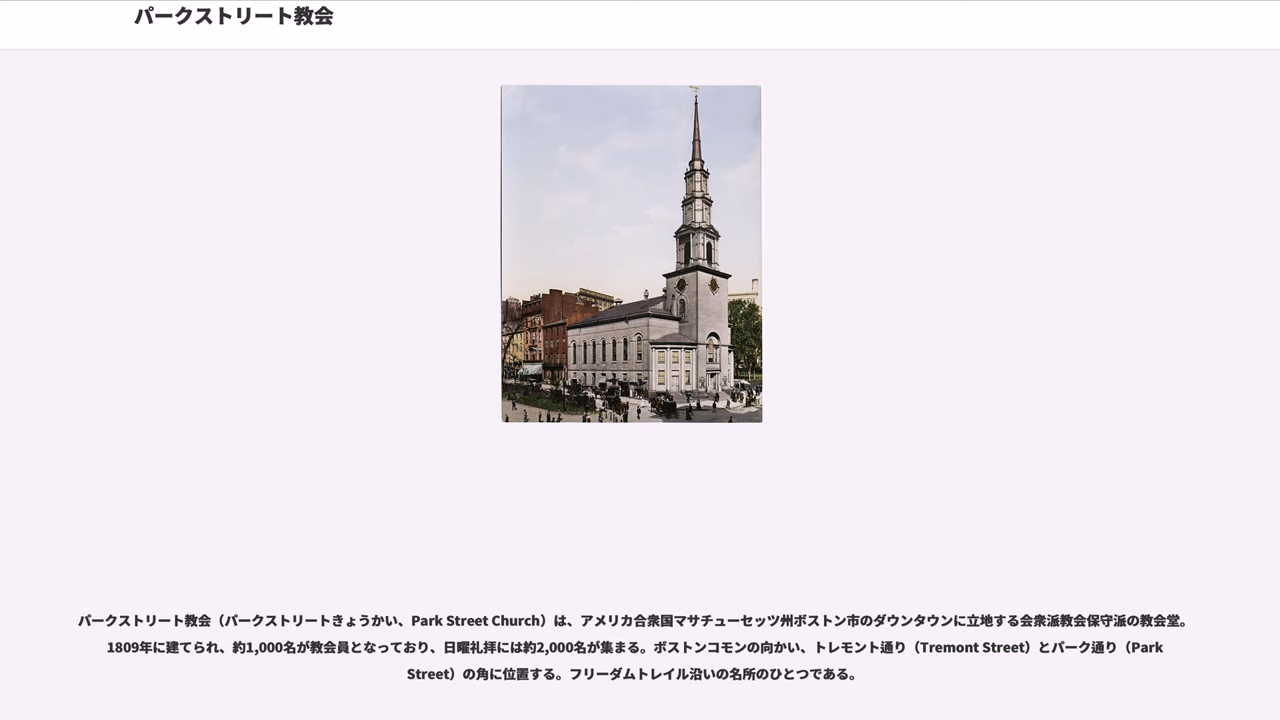 パークストリート教会
パークストリート教会（パークストリートきょうかい、Park Street Church）は、アメリカ合衆国マサチューセッツ州ボストン市のダウンタウンに立地する会衆派教会保守派の教会堂。
1809年に建てられ、約1,000名が教会員となっており、日曜礼拝には約2,000名が集まる。ボストンコモンの向かい、トレモント通り（Tremont Street）とパーク通り（Park
Street）の角に位置する。フリーダムトレイル沿いの名所のひとつである。